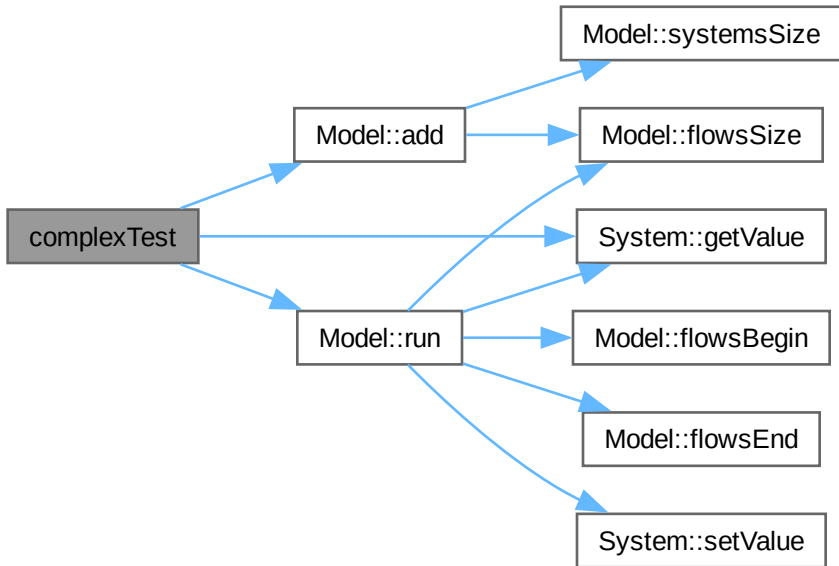 Model::systemsSize
Model::add
Model::flowsSize
complexTest
System::getValue
Model::run
Model::flowsBegin
Model::flowsEnd
System::setValue